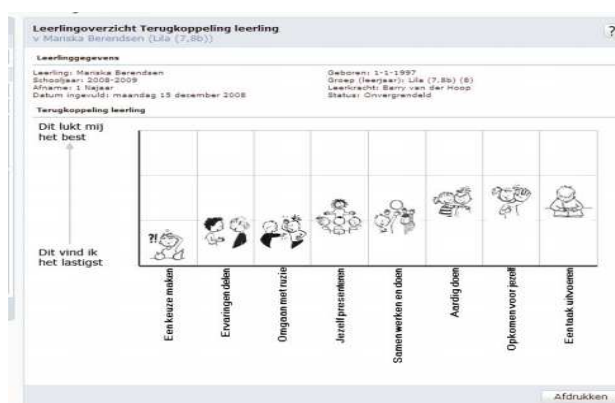 Leerlingoverzicht Terugkoppeling leerling
v Mariska Berendsen (Lila (7,8b))
?
Leerlinggegevens
Leerling: Mariska Berendsen
Geboren: 1-1-1997
Schooljaar: 2008-2009
Groep (leerjaar): Lila (7,8b) (8)
Afname: 1 Najaar
Leerkracht: Barry van der Hoop
Datum ingevuld: maandag 15 december 2008
Status: Onvergrendeld
Terugkoppeling leerling
Dit lukt mij
het best
?!
Dit vind ik
het lastigst
Een keuze maken
Ervaringen delen
Omgaan met ruzie
Jezelf presenteren
Samen werken en doen
Aardig doen
Opkomen voor jezelf
Een taak uitvoeren
Afdrukken